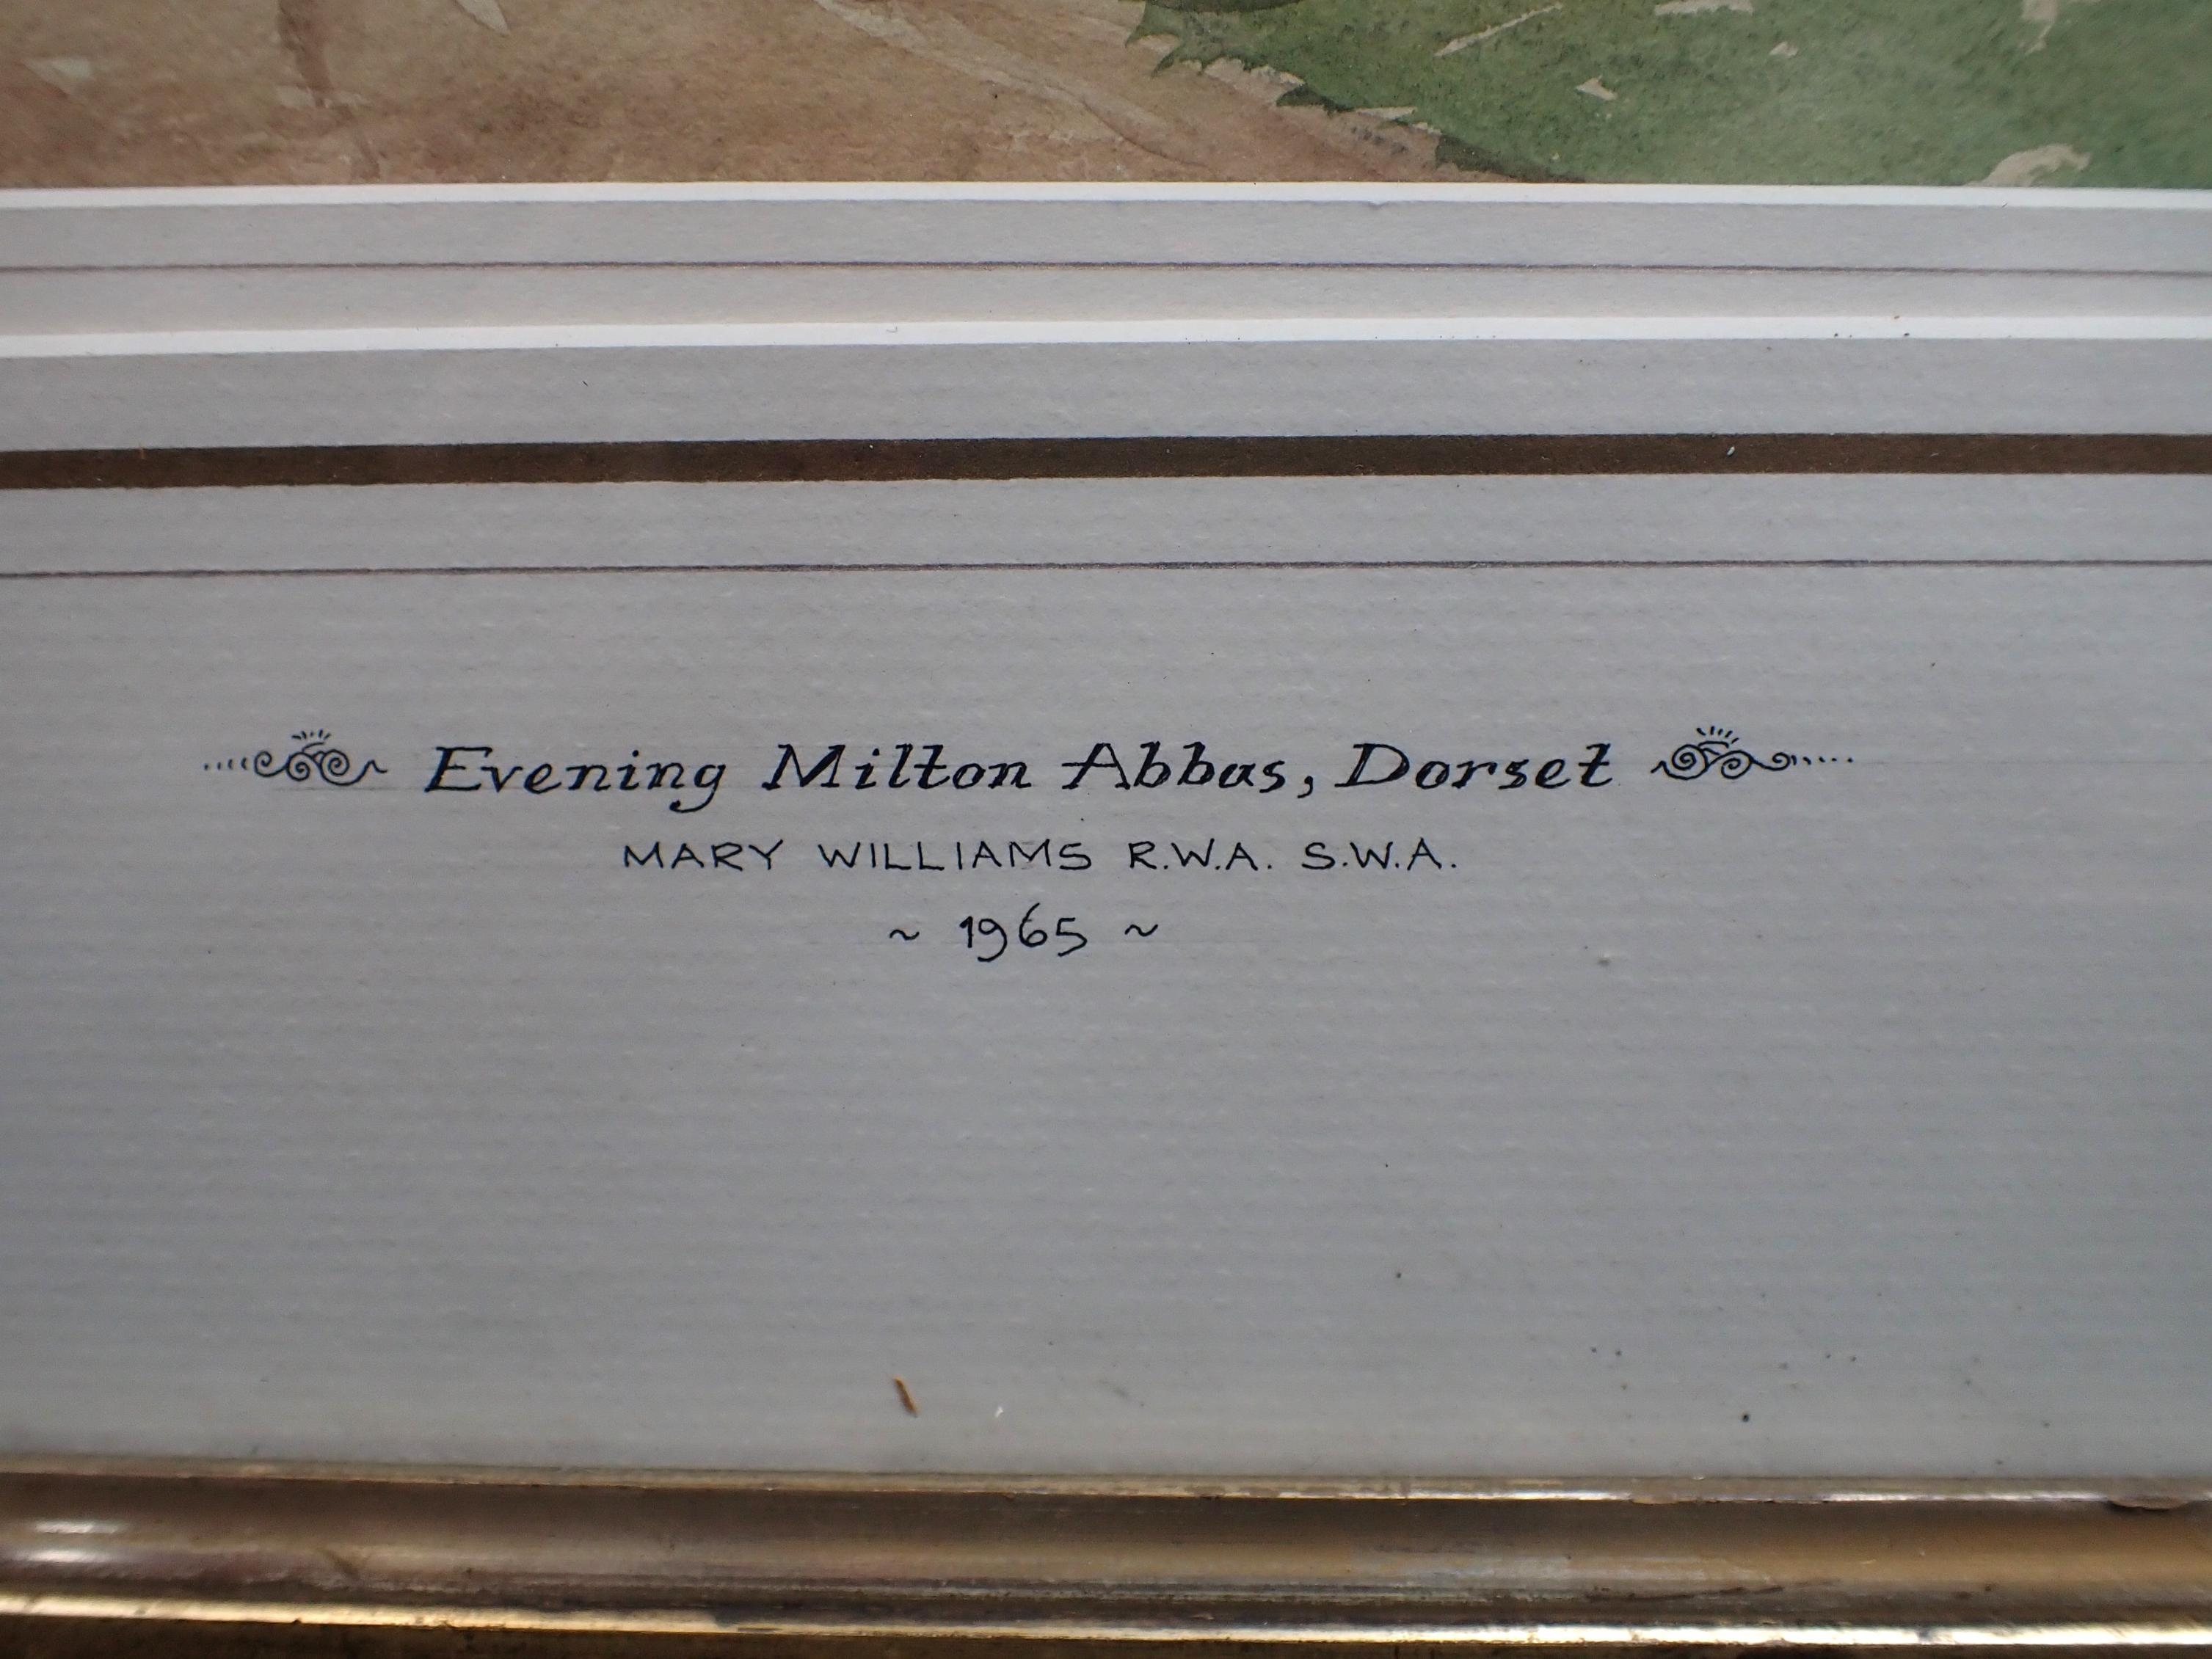 Evening Milton Abbas, Dorset
MARY WILLIAMS R.W.A. S.W.A.
~ 1965 ~